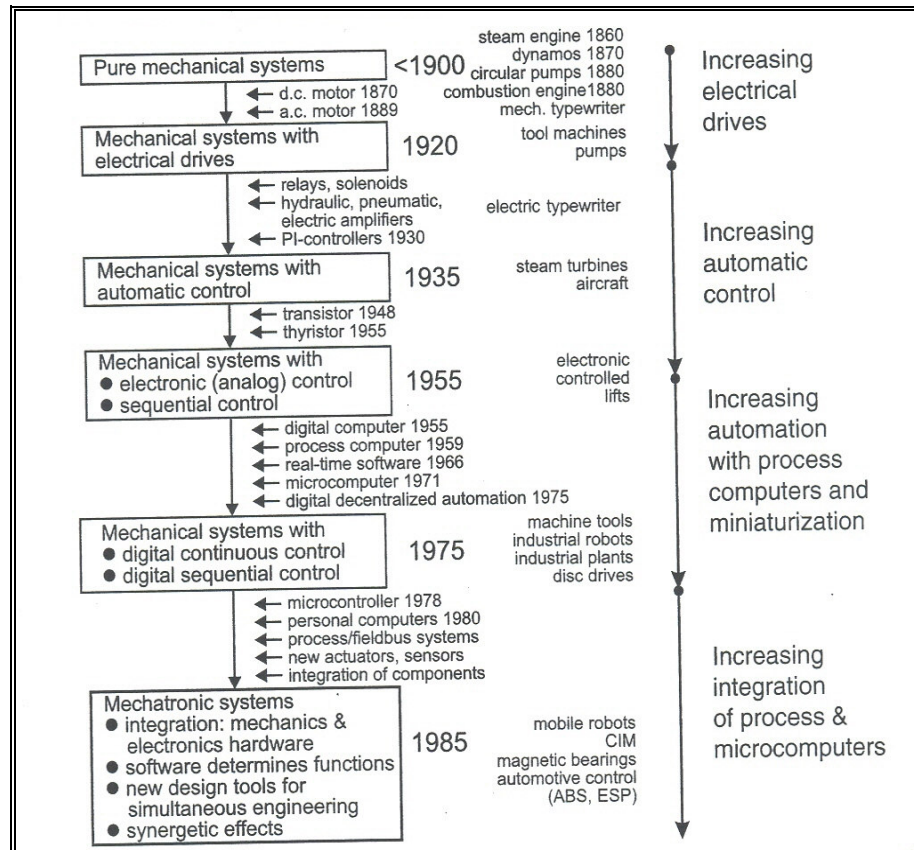 steam engine 1860
dynamos 1870
Pure mechanical systems <1900 circular pumps 1880
combustion engine1880
mech. typewriter
Increasing
electrical
drives
d.c. motor 1870
a.c. motor 1889
Mechanical systems with
electrical drives
1920
tool machines
pumps
relays, solenoids
hydraulic, pneumatic,
electric amplifiers
PI-controllers 1930
electric typewriter
Increasing
automatic
control
Mechanical systems with
automatic control
1935
steam turbines
aircraft
transistor 1948
thyristor 1955
Mechanical systems with
● electronic (analog) control
● sequential control
1955
electronic
controlled
lifts
Increasing
automation
with process
computers and
miniaturization
digital computer 1955
process computer 1959
real-time software 1966
microcomputer 1971
digital decentralized automation 1975
Mechanical systems with
● digital continuous control
● digital sequential control
1975
machine tools
industrial robots
industrial plants
disc drives
microcontroller 1978
personal computers 1980
process/fieldbus systems
new actuators, sensors
integration of components
Increasing
integration
of process &
microcomputers
Mechatronic systems
● integration: mechanics &
electronics hardware
● software determines functions
● new design tools for
simultaneous engineering
● synergetic effects
1985
mobile robots
CIM
magnetic bearings
automotive control
(ABS, ESP)